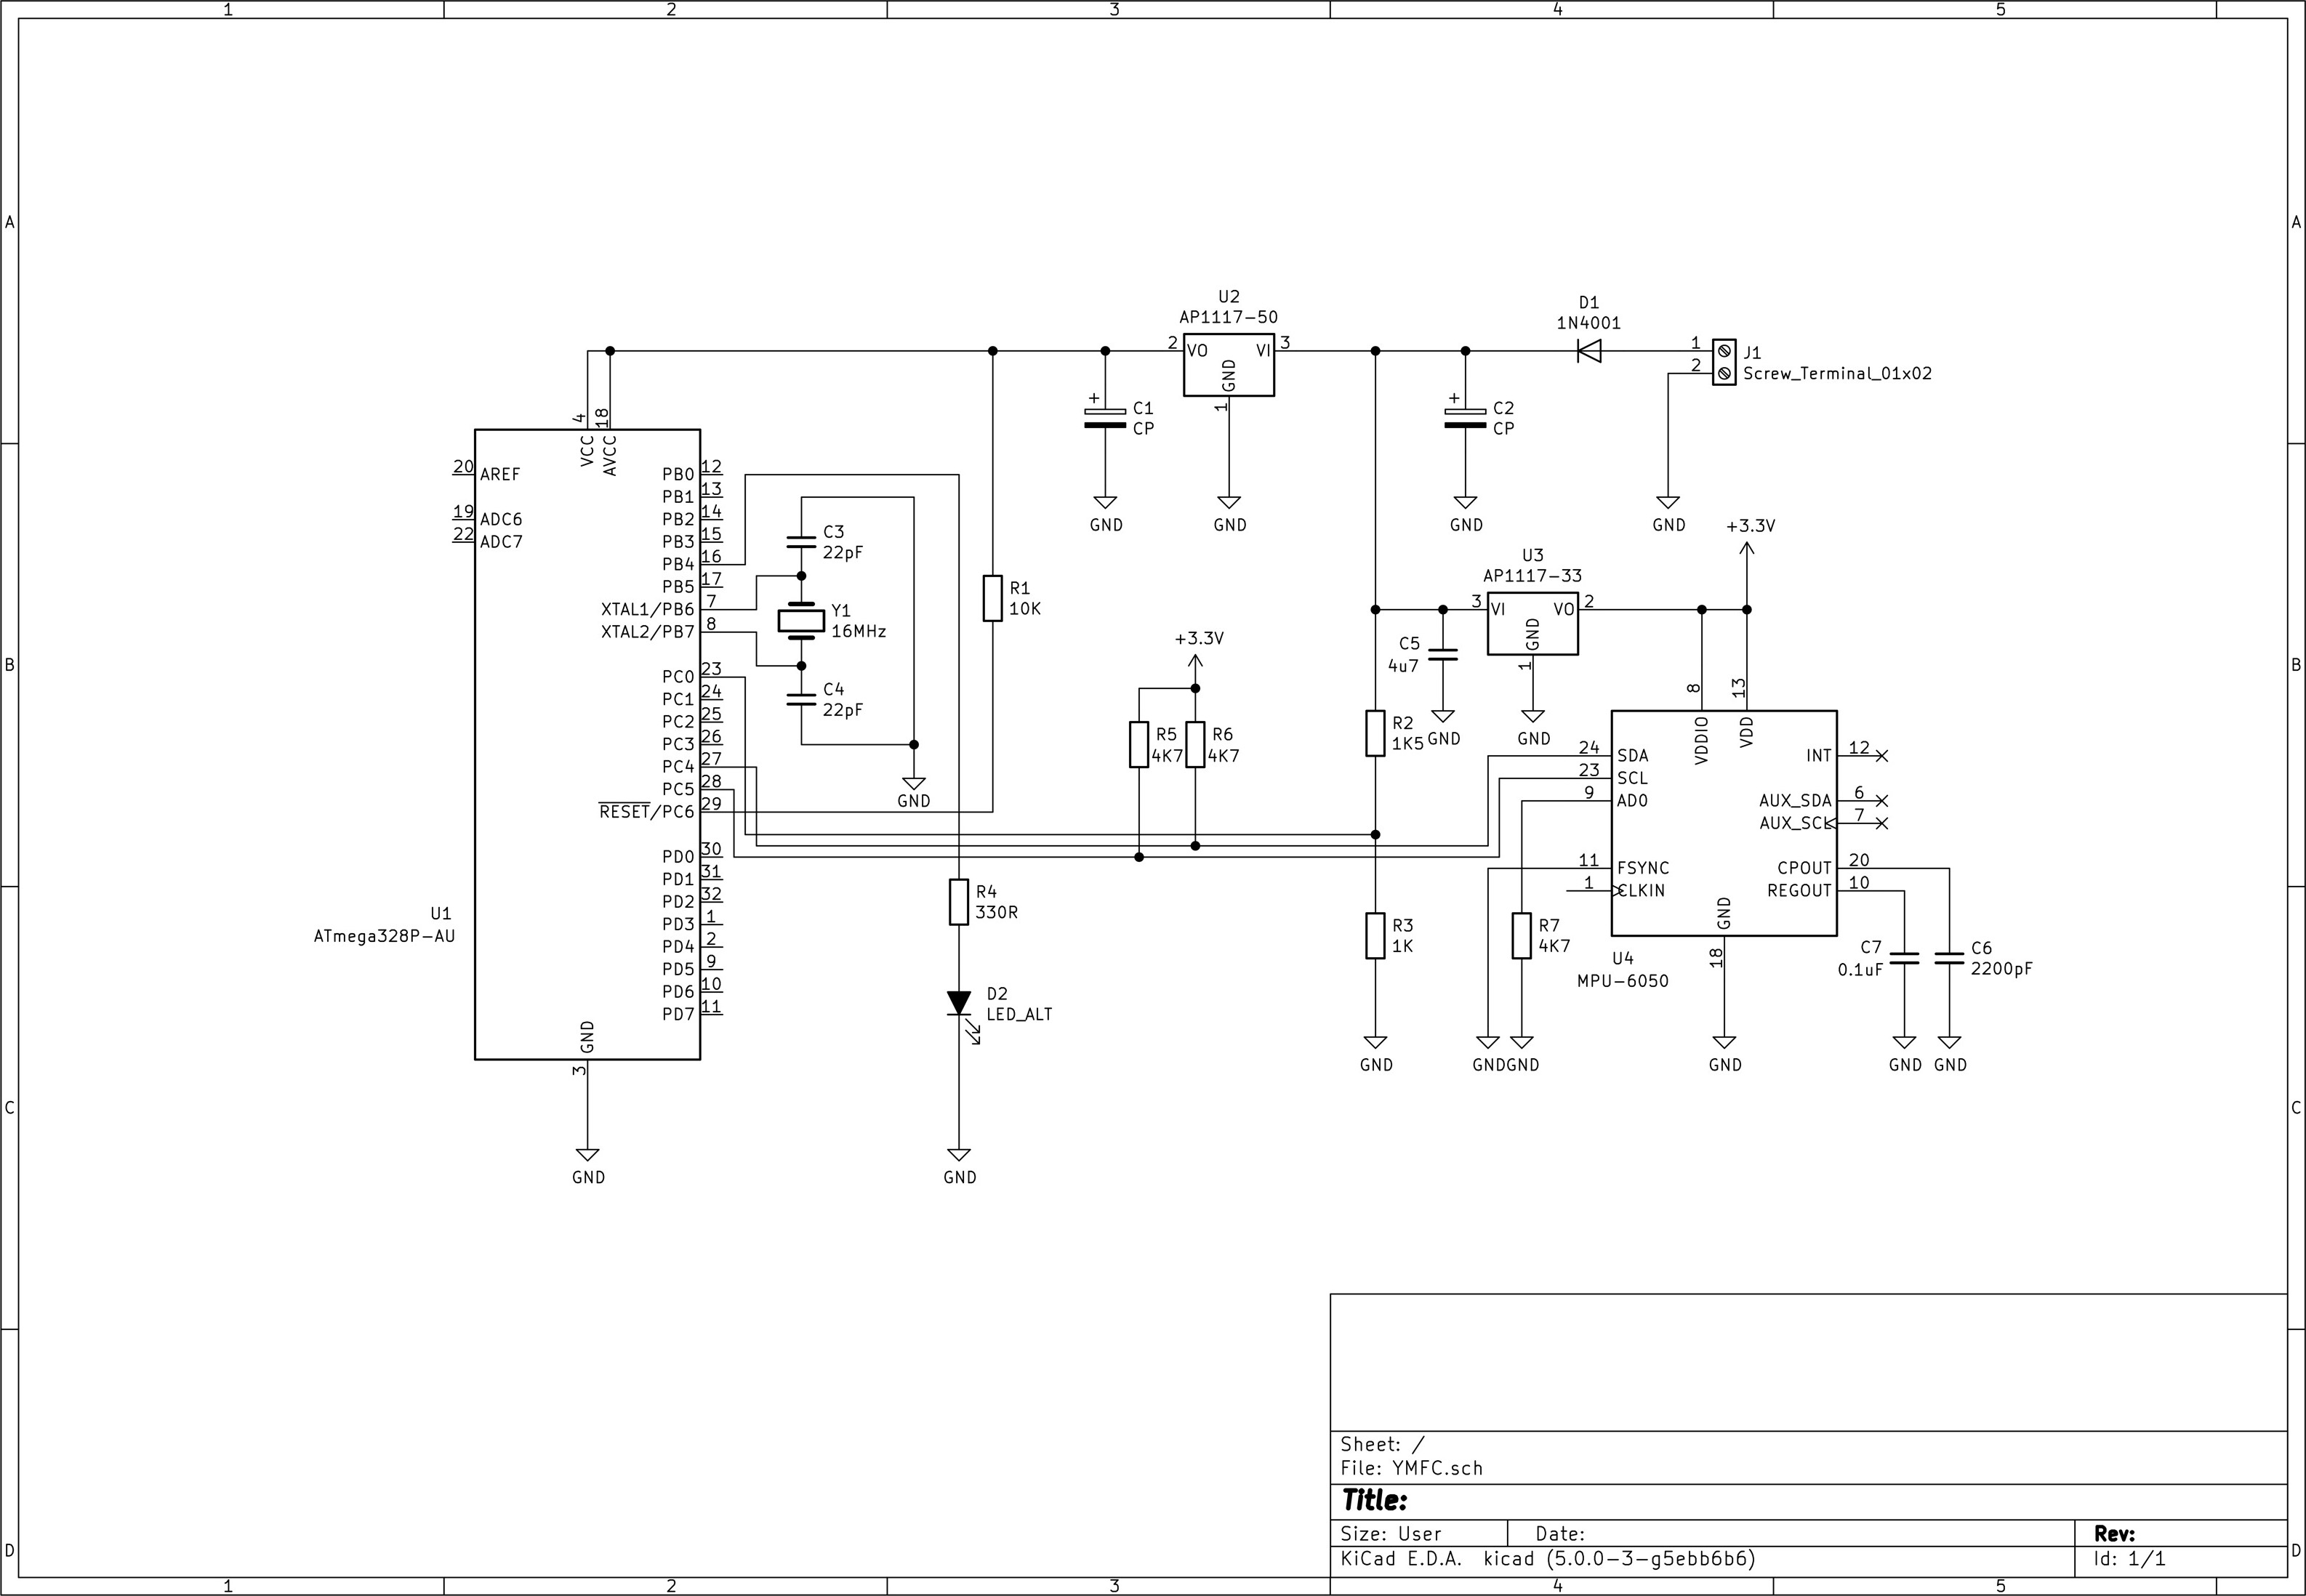 1 2 3 4 5
A A
U2
AP1117-50
2 VO VI 3
GND
1
D1
1N4001
1
2
J1
Screw_Terminal_01x02
+
C1
CP
GND
GND
+
C2
CP
GND
GND
+3.3V
4 18
VCC AVCC
20 AREF
19 ADC6
22 ADC7
PB0 12
PB1 13
PB2 14
PB3 15
PB4 16
PB5 17
XTAL1/PB6 7
XTAL2/PB7 8
PC0 23
PC1 24
PC2 25
PC3 26
PC4 27
PC5 28
RESET/PC6 29
PD0 30
PD1 31
PD2 32
PD3 1
PD4 2
PD5 9
PD6 10
PD7 11
GND
3
GND
U1
ATmega328P-AU
C3
22pF
Y1
16MHz
C4
22pF
GND
R1
10K
R4
330R
D2
LED_ALT
GND
+3.3V
R5
4K7
R6
4K7
U3
AP1117-33
3 VI VO 2
GND
1
C5
4u7
GND
GND
R2
1K5
R3
1K
GND
8 13
VDDIO VDD
24 SDA
23 SCL
9 AD0
11 FSYNC
1 CLKIN
INT 12
AUX_SDA 6
AUX_SCL 7
CPOUT 20
REGOUT 10
GND
18
U4
MPU-6050
R7
4K7
GND
GND
GND
C7
0.1uF
C6
2200pF
GND
GND
B B
C C
Sheet: /
File: YMFC.sch
Title:
Size: User Date: Rev:
KiCad E.D.A. kicad (5.0.0-3-g5ebb6b6) Id: 1/1
D D
1 2 3 4 5